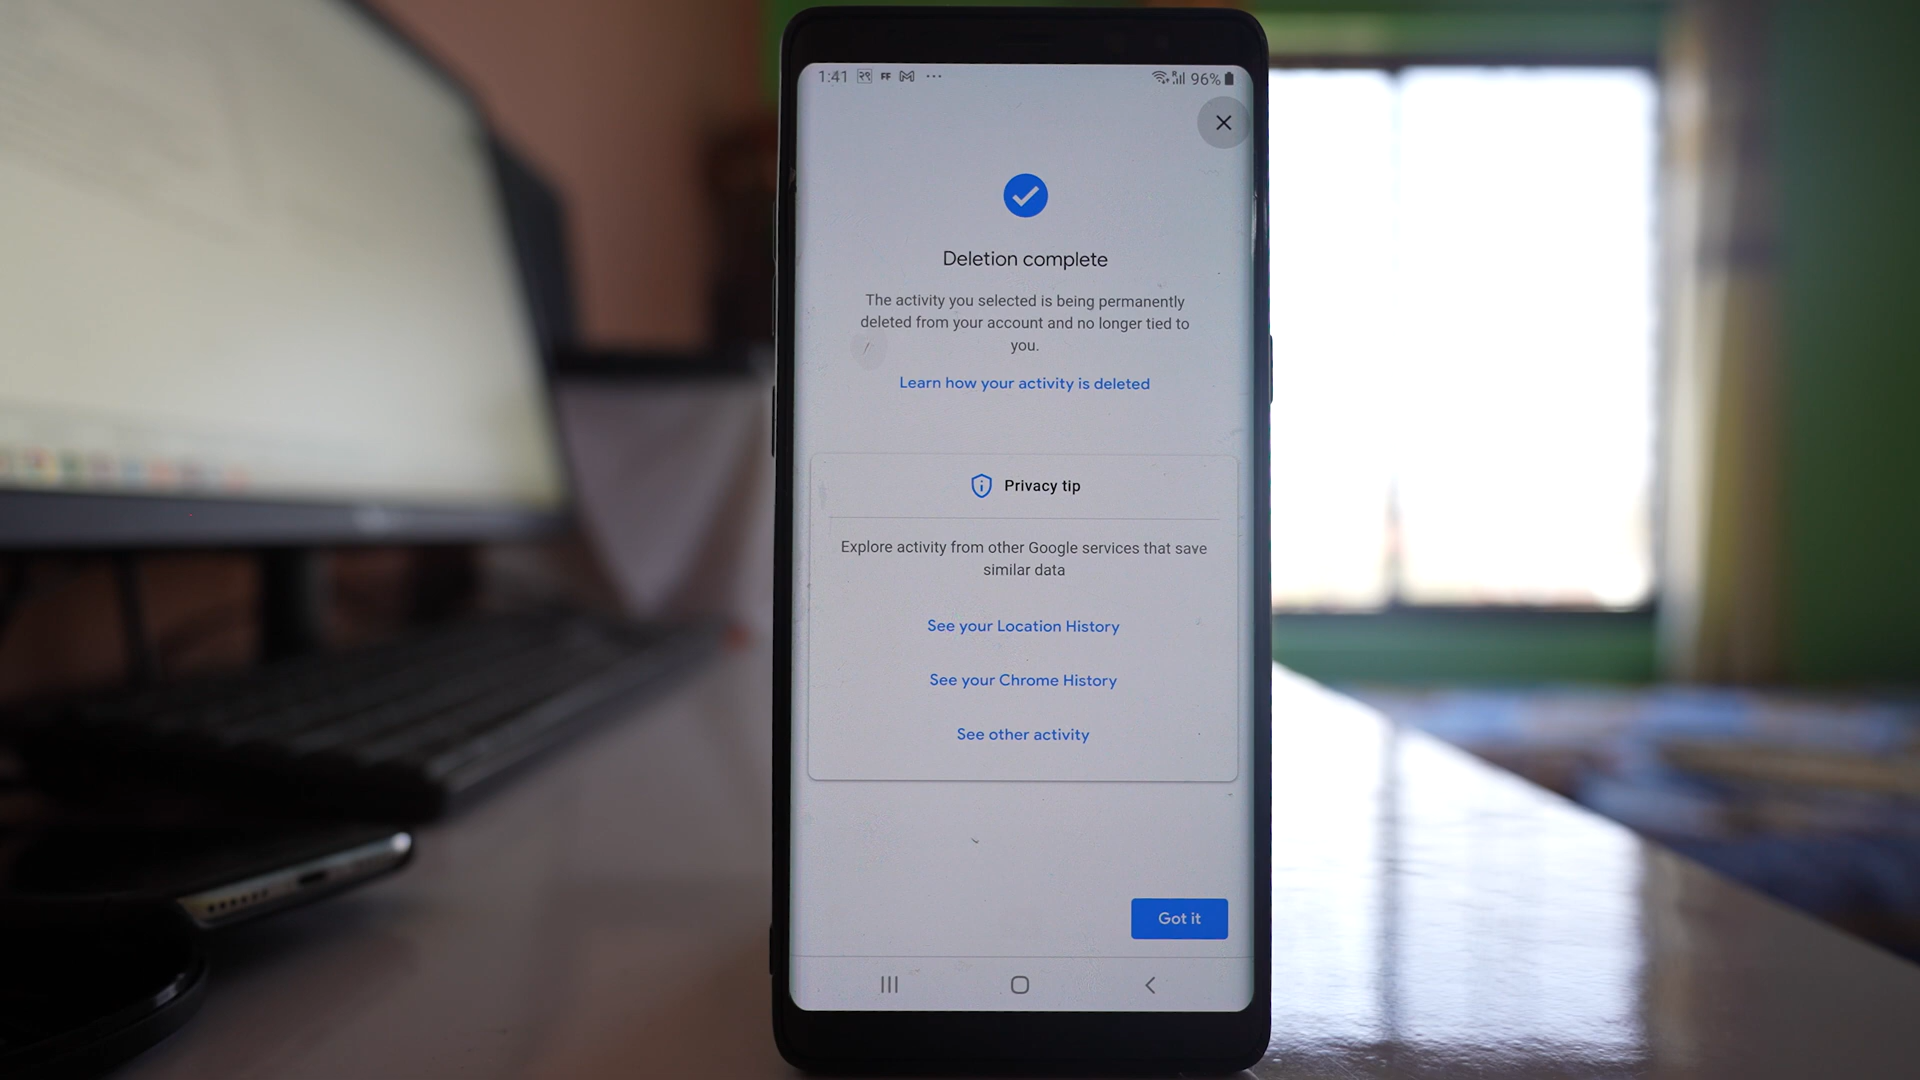 1:41 २९ FF 96%
Deletion complete
The activity you selected is being permanently
deleted from your account and no longer tied to
you.
Learn how your activity is deleted
Privacy tip
Explore activity from other Google services that save
similar data
See your Location History
See your Chrome History
See other activity
Got it